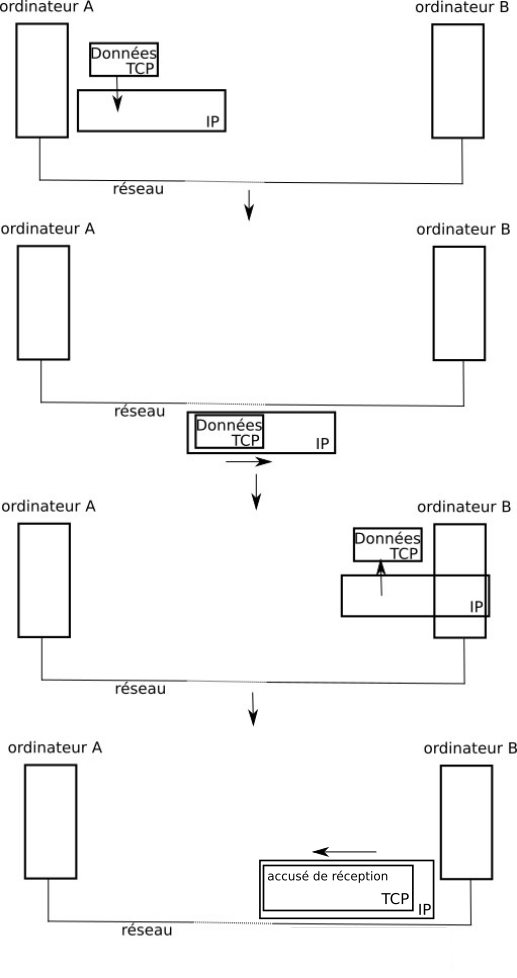 ordinateur A
ordinateur B
Données
TCP
IP
réseau
ordinateur A
ordinateur B
réseau
Données
TCP
IP
ordinateur A
ordinateur B
Données
TCP
IP
réseau
ordinateur A
ordinateur B
accusé de réception
TCP
IP
réseau